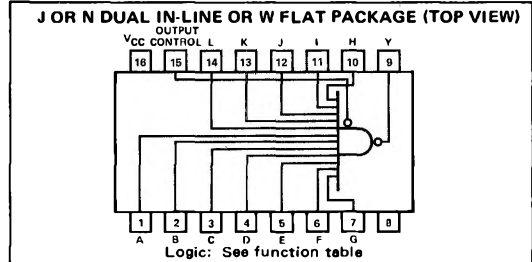 J OR N DUAL IN-LINE OR W FLAT PACKAGE (TOP VIEW)
OUTPUT
VCC CONTROL L K J I H Y
16 15 14 13 12 11 10 9
1 2 3 4 5 6 7 8
A B C D E F G
Logic: See function table